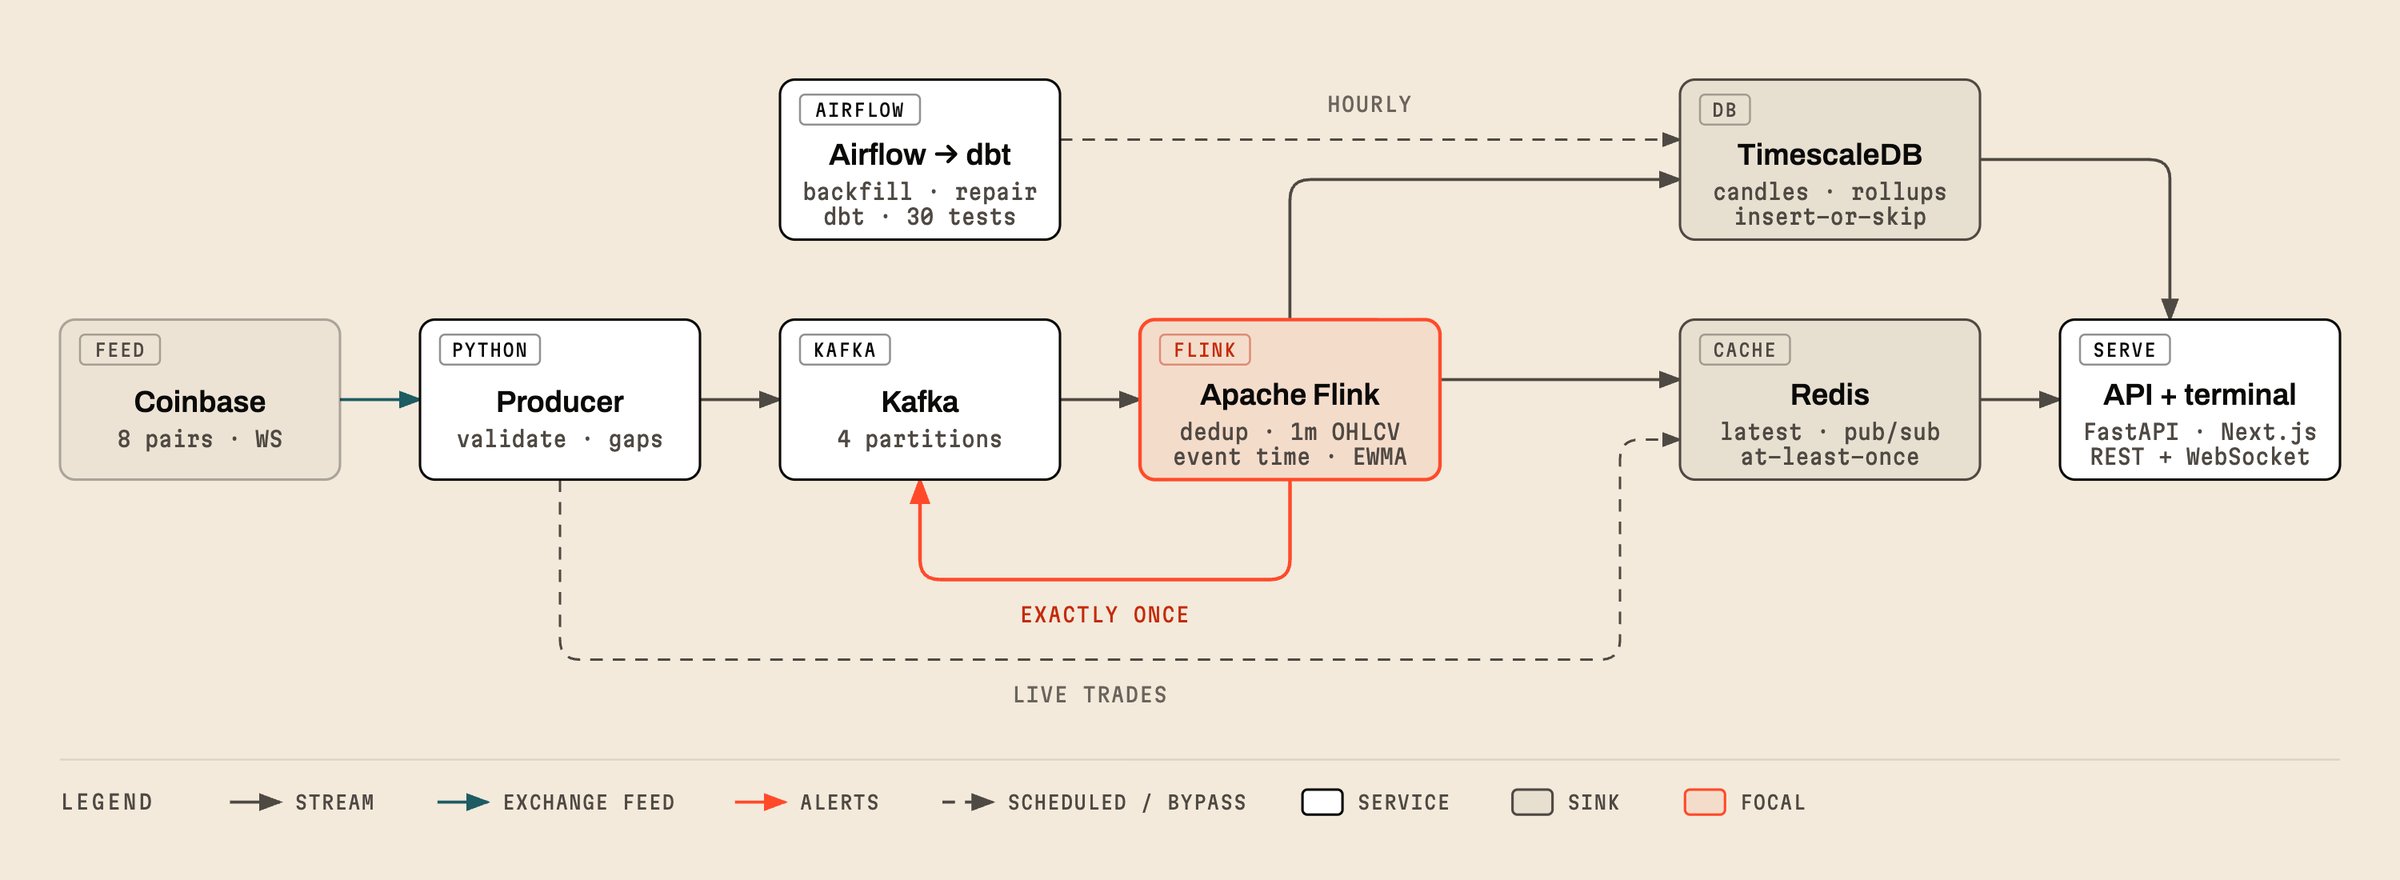 AIRFLOW
Airflow → dbt
backfill · repair
dbt · 30 tests
HOURLY
DB
TimescaleDB
candles · rollups
insert-or-skip
FEED
Coinbase
8 pairs · WS
PYTHON
Producer
validate · gaps
KAFKA
Kafka
4 partitions
FLINK
Apache Flink
dedup · 1m OHLCV
event time · EWMA
CACHE
Redis
latest · pub/sub
at-least-once
SERVE
API + terminal
FastAPI · Next.js
REST + WebSocket
EXACTLY ONCE
LIVE TRADES
LEGEND
STREAM
EXCHANGE FEED
ALERTS
SCHEDULED / BYPASS
SERVICE
SINK
FOCAL